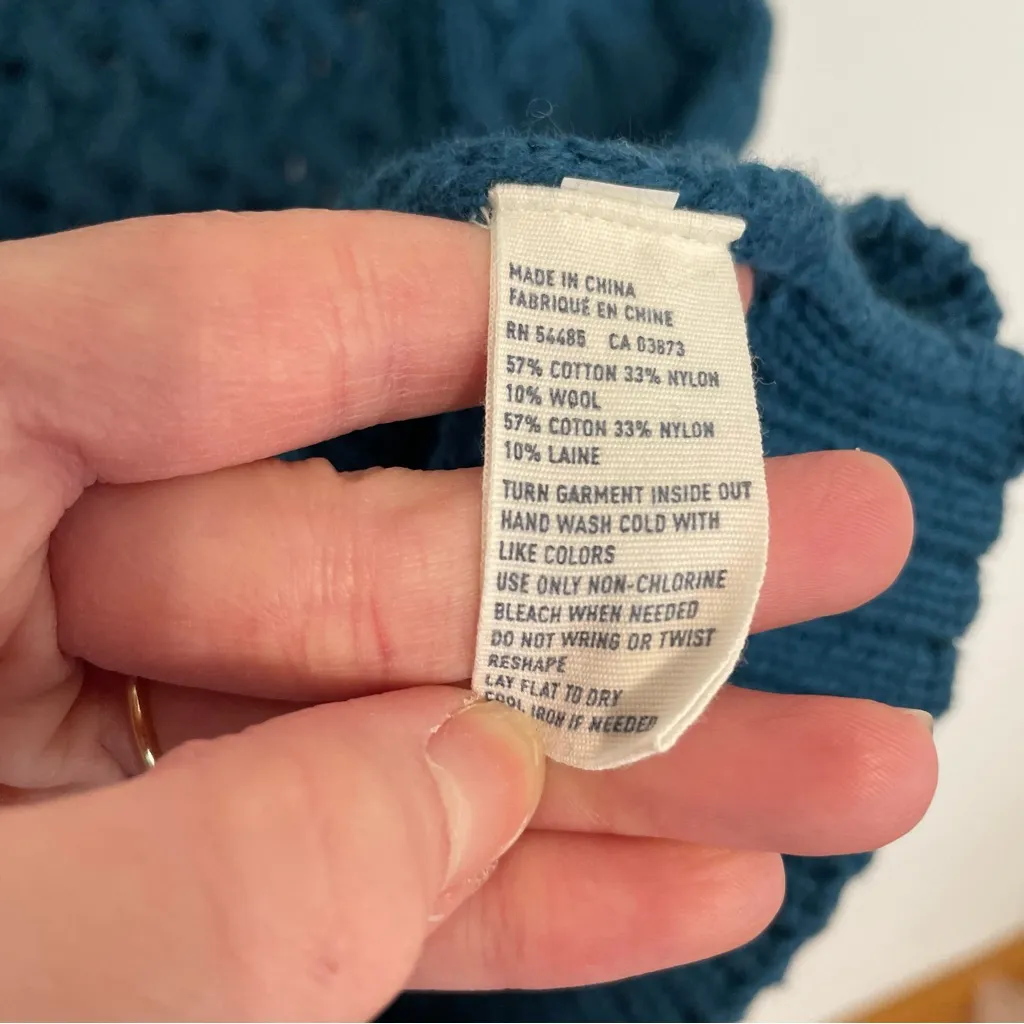 MADE IN CHINA
FABRIQUÉ EN CHINE
RN 54485 CA 03873
57% COTTON 33% NYLON
10% WOOL
57% COTON 33% NYLON
10% LAINE
TURN GARMENT INSIDE OUT
HAND WASH COLD WITH
LIKE COLORS
USE ONLY NON-CHLORINE
BLEACH WHEN NEEDED
DO NOT WRING OR TWIST
RESHAPE
LAY FLAT TO DRY
COOL IRON IF NEEDED